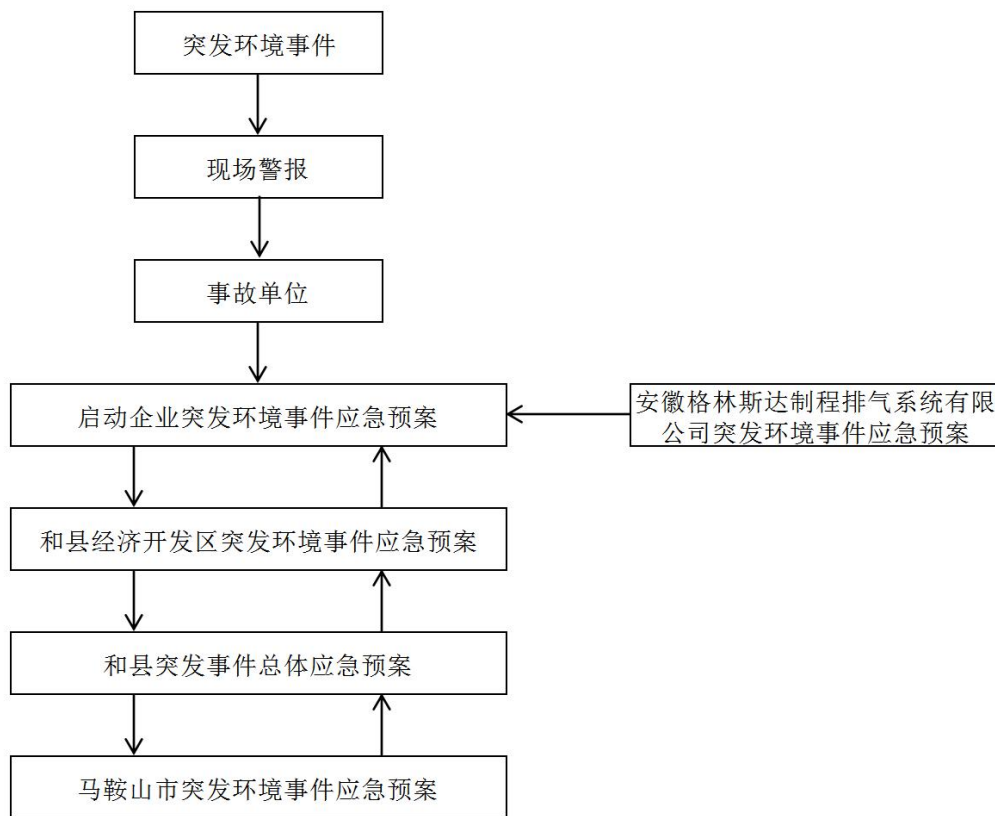 突发环境事件
现场警报
事故单位
启动企业突发环境事件应急预案
安徽格林斯达制程排气系统有限
公司突发环境事件应急预案
和县经济开发区突发环境事件应急预案
和县突发事件总体应急预案
马鞍山市突发环境事件应急预案